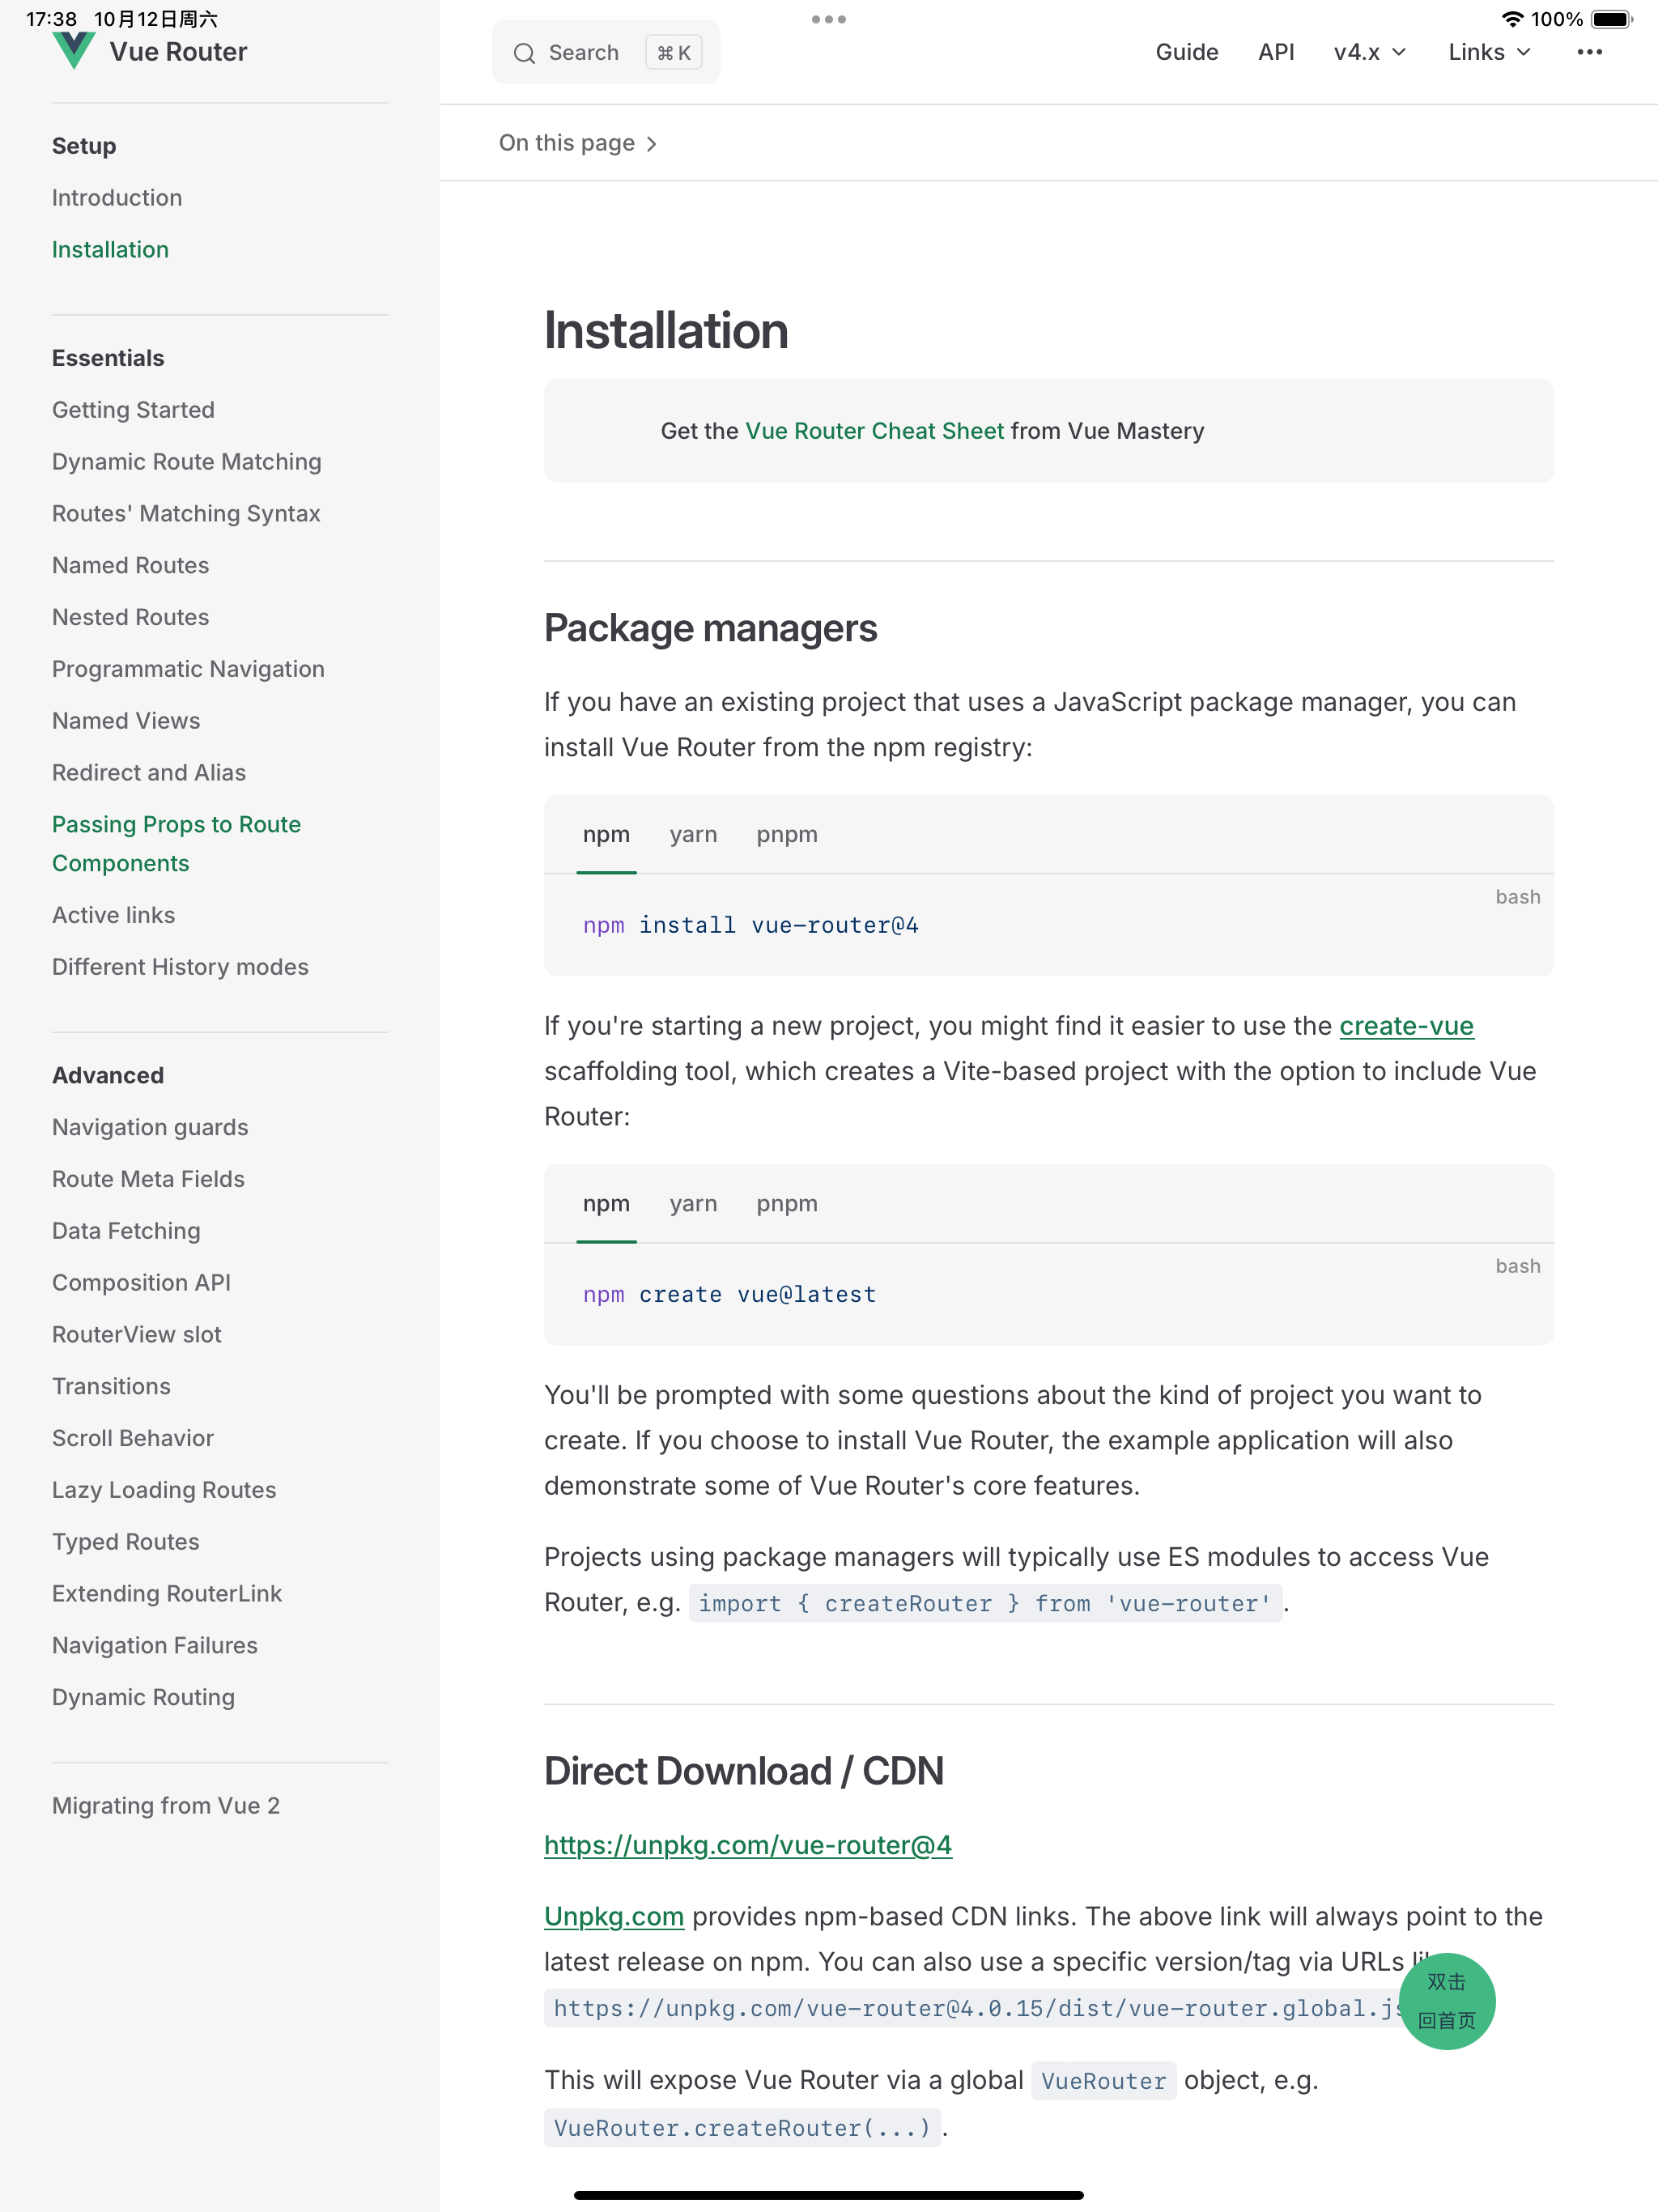 17:38 10月12日周六
100%
Vue Router
Search ⌘ K
Guide API v4.x Links
On this page
Setup
Introduction
Installation
Essentials
Getting Started
Dynamic Route Matching
Routes' Matching Syntax
Named Routes
Nested Routes
Programmatic Navigation
Named Views
Redirect and Alias
Passing Props to Route
Components
Active links
Different History modes
Advanced
Navigation guards
Route Meta Fields
Data Fetching
Composition API
RouterView slot
Transitions
Scroll Behavior
Lazy Loading Routes
Typed Routes
Extending RouterLink
Navigation Failures
Dynamic Routing
Migrating from Vue 2
Installation
Get the Vue Router Cheat Sheet from Vue Mastery
Package managers
If you have an existing project that uses a JavaScript package manager, you can
install Vue Router from the npm registry:
npm yarn pnpm
bash
npm install vue-router@4
If you're starting a new project, you might find it easier to use the create-vue
scaffolding tool, which creates a Vite-based project with the option to include Vue
Router:
npm yarn pnpm
bash
npm create vue@latest
You'll be prompted with some questions about the kind of project you want to
create. If you choose to install Vue Router, the example application will also
demonstrate some of Vue Router's core features.
Projects using package managers will typically use ES modules to access Vue
Router, e.g. import { createRouter } from 'vue-router'.
Direct Download / CDN
https://unpkg.com/vue-router@4
Unpkg.com provides npm-based CDN links. The above link will always point to the
latest release on npm. You can also use a specific version/tag via URLs
https://unpkg.com/vue-router@4.0.15/dist/vue-router.global.js
双击
回首页
This will expose Vue Router via a global VueRouter object, e.g.
VueRouter.createRouter(...).